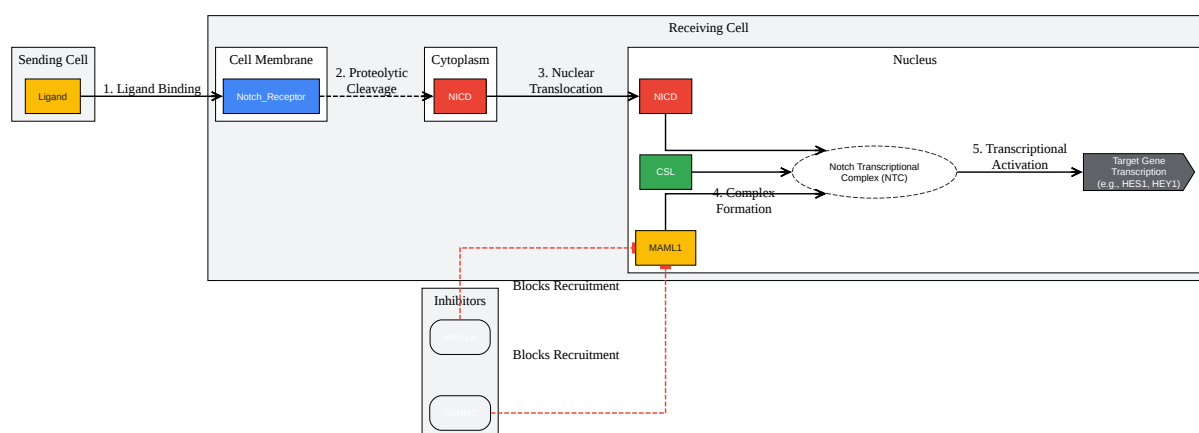 Receiving Cell
Sending Cell
Cell Membrane
Cytoplasm
Nucleus
Ligand
1. Ligand Binding
Notch_Receptor
2. Proteolytic
Cleavage
NICD
3. Nuclear
Translocation
NICD
CSL
MAML1
4. Complex
Formation
Notch Transcriptional
Complex (NTC)
5. Transcriptional
Activation
Target Gene
Transcription
(e.g., HES1, HEY1)
Inhibitors
Blocks Recruitment
Blocks Recruitment
SAHM1